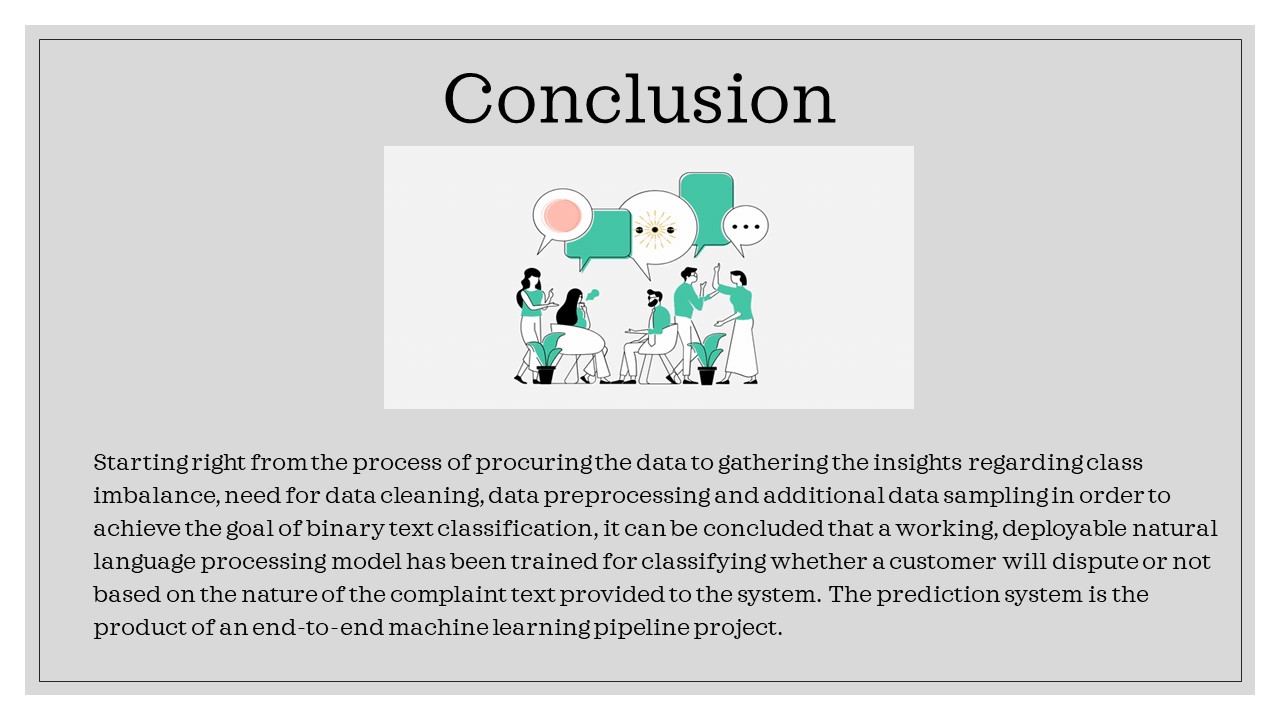 Conclusion
Starting right from the process of procuring the data to gathering the insights regarding class
imbalance, need for data cleaning, data preprocessing and additional data sampling in order to
achieve the goal of binary text classification, it can be concluded that a working, deployable natural
language processing model has been trained for classifying whether a customer will dispute or not
based on the nature of the complaint text provided to the system. The prediction system is the
product of an end-to-end machine learning pipeline project.